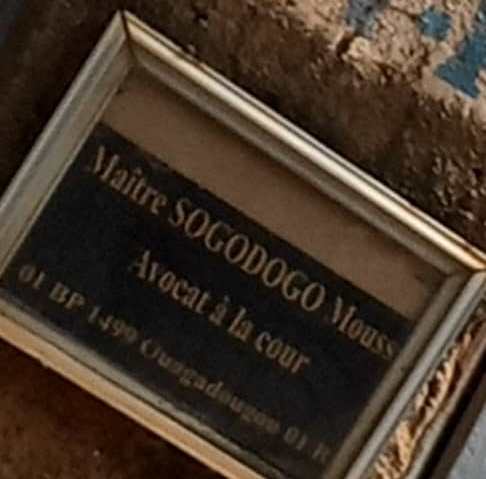 Maître SOGODOGO Mouss
Avocat à la cour
01 BP 1499 Ouagadougou 01 B